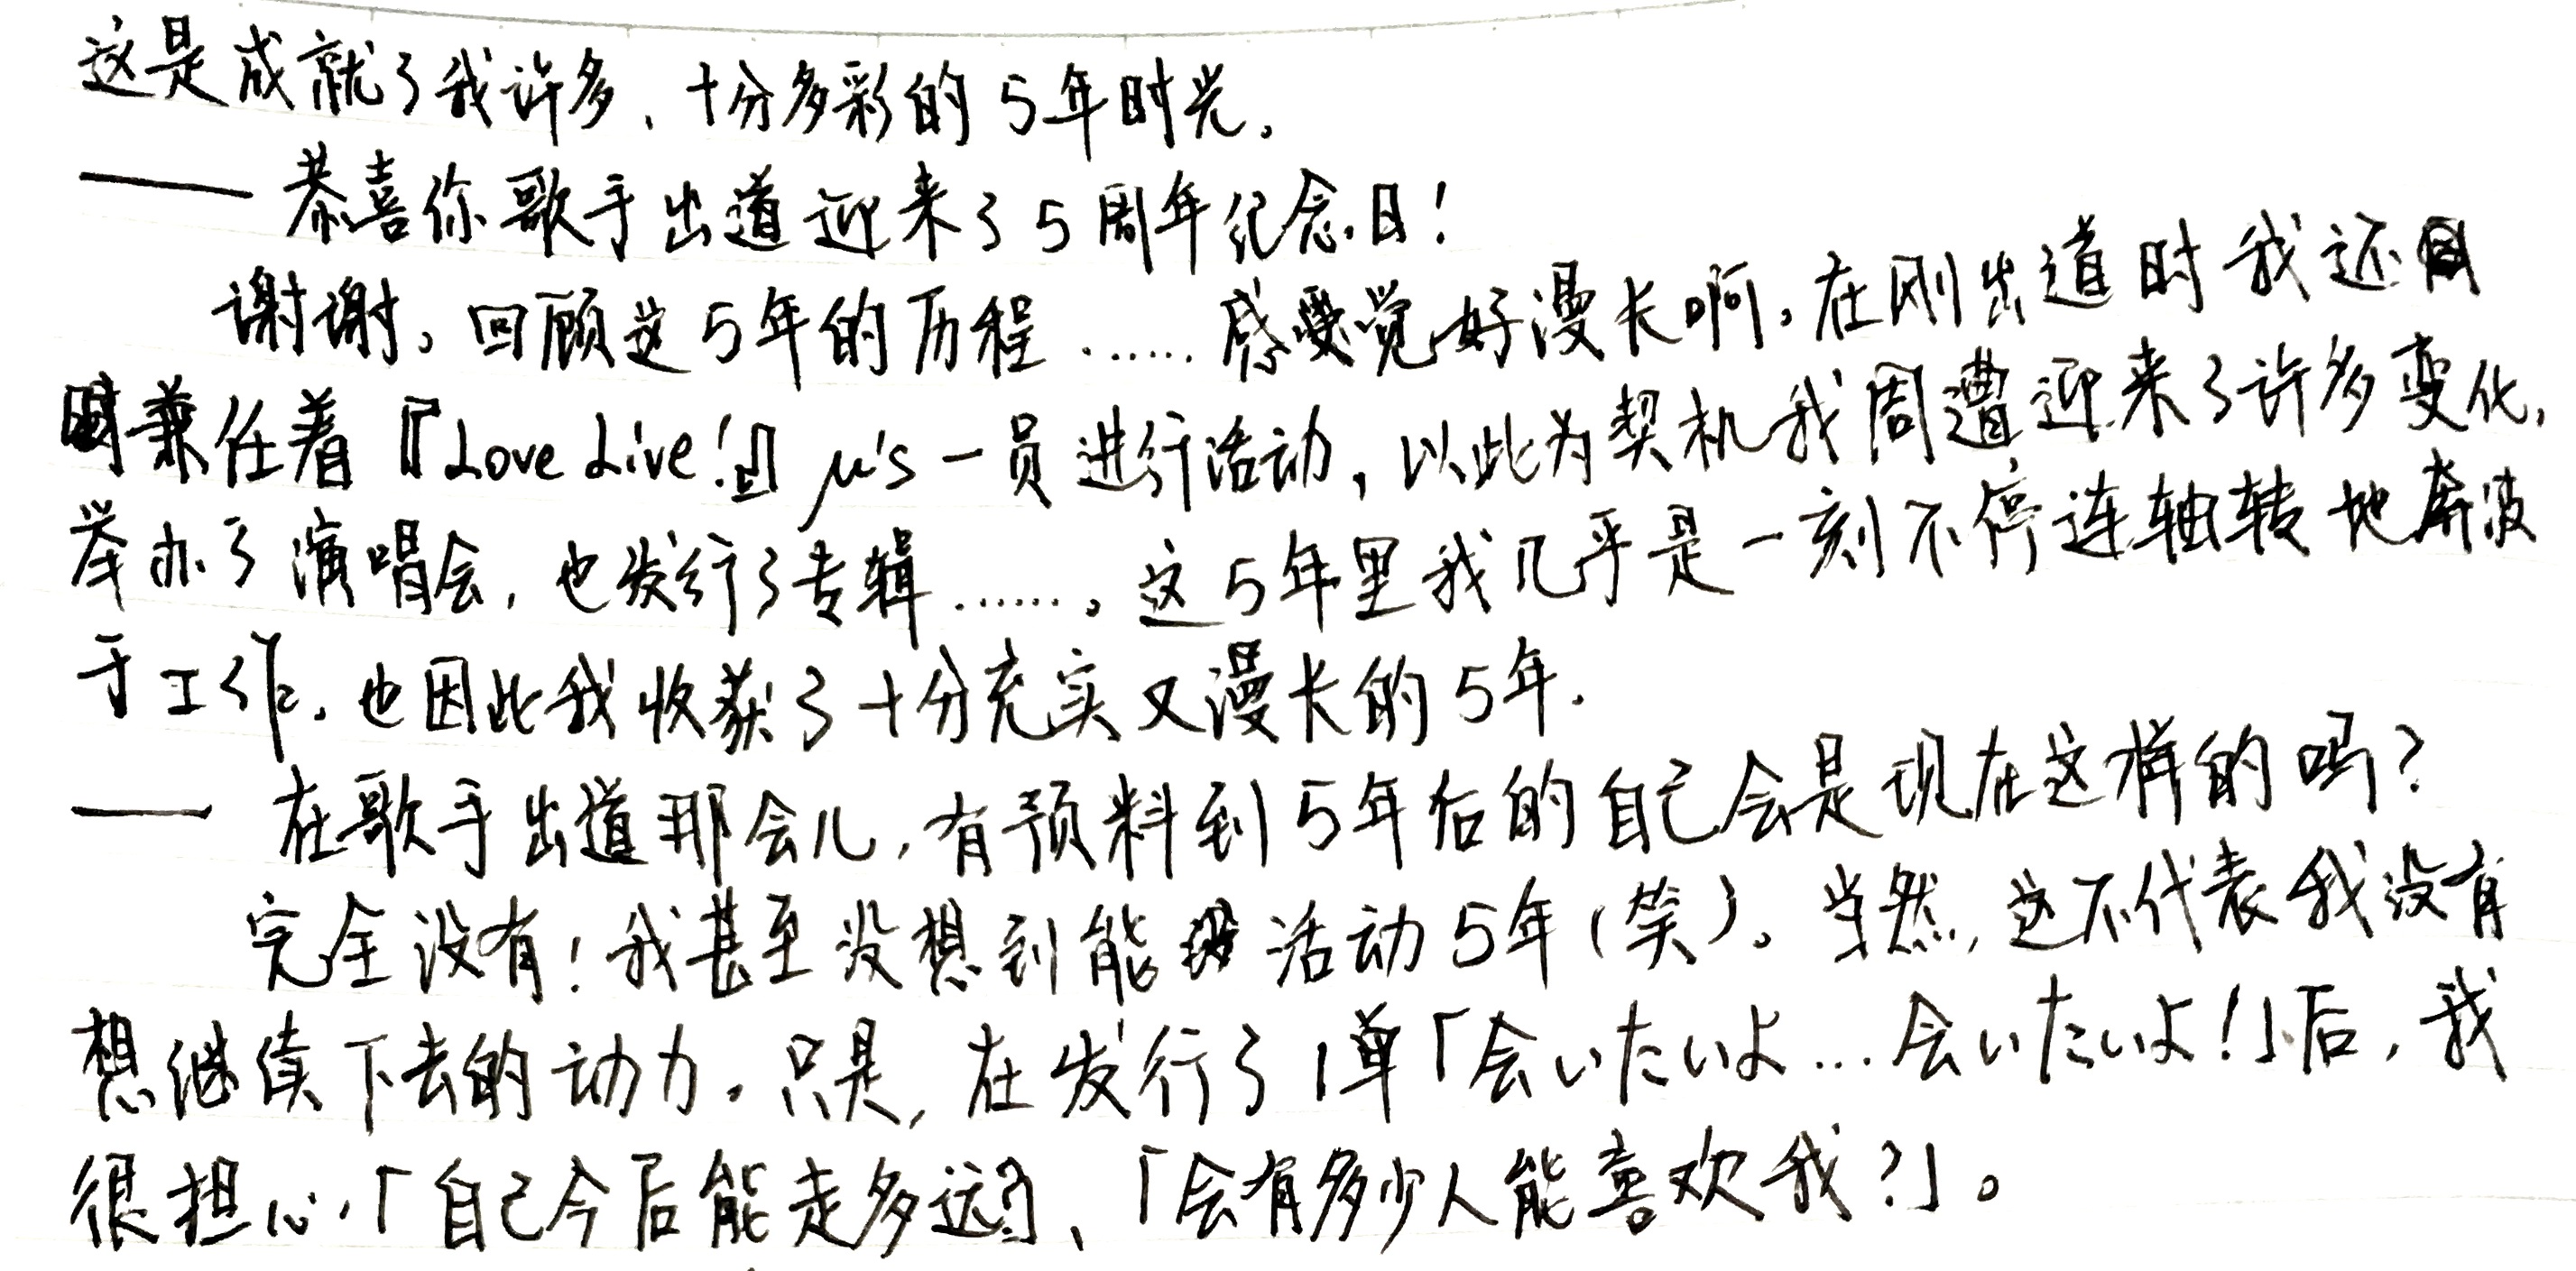 这是成就了我许多、十分多彩的5年时光。
—— 恭喜你歌手出道迎来了5周年纪念日!
谢谢。回顾这5年的历程……感觉好漫长啊。在刚出道时我还
兼任着『Love Live!』μ's一员进行活动,以此为契机我周遭迎来了许多变化,
举办了演唱会,也发行了专辑……。这5年里我几乎是一刻不停连轴转地奔波
于工作。也因此我收获了十分充实又漫长的5年。
—— 在歌手出道那会儿,有预料到5年后的自己会是现在这样的吗?
完全没有!我甚至没想到能活动5年(笑)。当然,这不代表我没有
想继续下去的动力。只是,在发行了1单「会いたいよ...会いたいよ!」后,我
很担心「自己今后能走多远?」、「会有多少人能喜欢我?」。